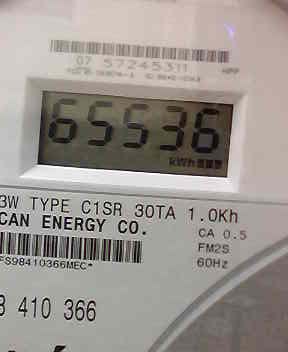 07 57245311
65536
kWh
3W TYPE C1SR 30TA 1.0Kh
CAN ENERGY CO.
CA 0.5
FM2S
60Hz
FS98410366MEC*
8 410 366